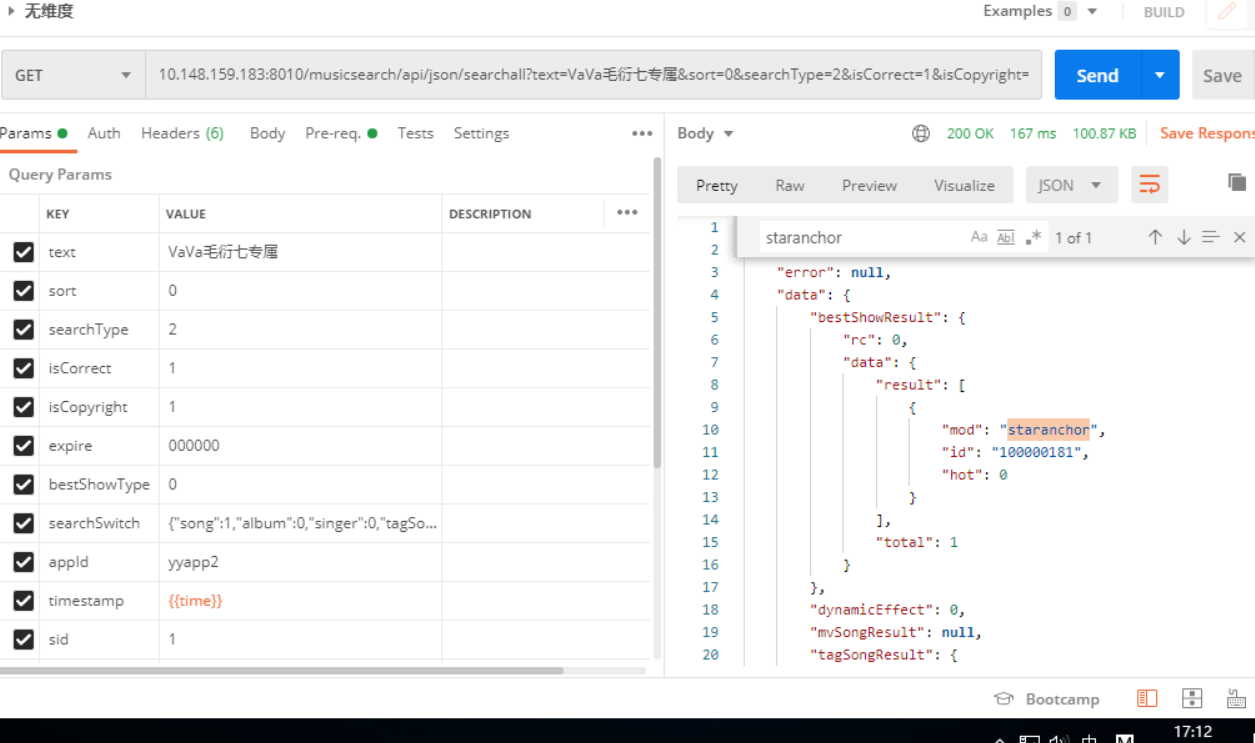 无维度
Examples 0 BUILD
GET 10.148.159.183:8010/musicsearch/api/json/searchall?text=VaVa毛衍七专属&sort=0&searchType=2&isCorrect=1&isCopyright= Send Save
Params Auth Headers (6) Body Pre-req. Tests Settings
Body 200 OK 167 ms 100.87 KB Save Respons
Query Params
Pretty Raw Preview Visualize JSON
KEY VALUE DESCRIPTION
text VaVa毛衍七专属
sort 0
searchType 2
isCorrect 1
isCopyright 1
expire 000000
bestShowType 0
searchSwitch {"song":1,"album":0,"singer":0,"tagSo...
appId yyapp2
timestamp {{time}}
sid 1
staranchor Aa Abl .* 1 of 1
1
2
3 "error": null,
4 "data": {
5 "bestShowResult": {
6 "rc": 0,
7 "data": {
8 "result": [
9 {
10 "mod": "staranchor",
11 "id": "100000181",
12 "hot": 0
13 }
14 ],
15 "total": 1
16 }
17 },
18 "dynamicEffect": 0,
19 "mvSongResult": null,
20 "tagSongResult": {
Bootcamp
中 M 17:12